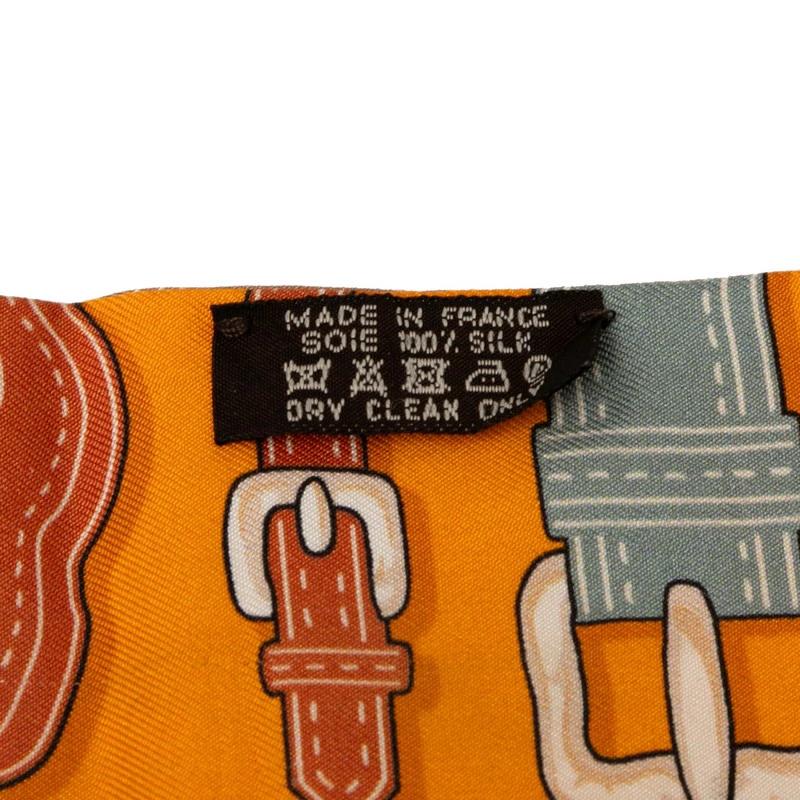 MADE IN FRANCE
SOIE 100% SILK
DRY CLEAN ONLY